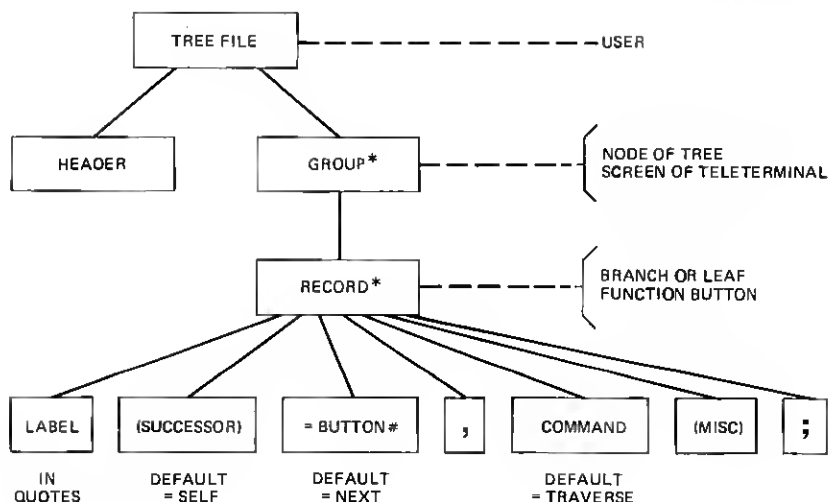 TREE FILE
USER
HEADER
GROUP*
NODE OF TREE
SCREEN OF TELETERMINAL
RECORD*
BRANCH OR LEAF
FUNCTION BUTTON
LABEL
(SUCCESSOR)
= BUTTON#
,
COMMAND
(MISC)
;
IN
QUOTES
DEFAULT
= SELF
DEFAULT
= NEXT
DEFAULT
= TRAVERSE